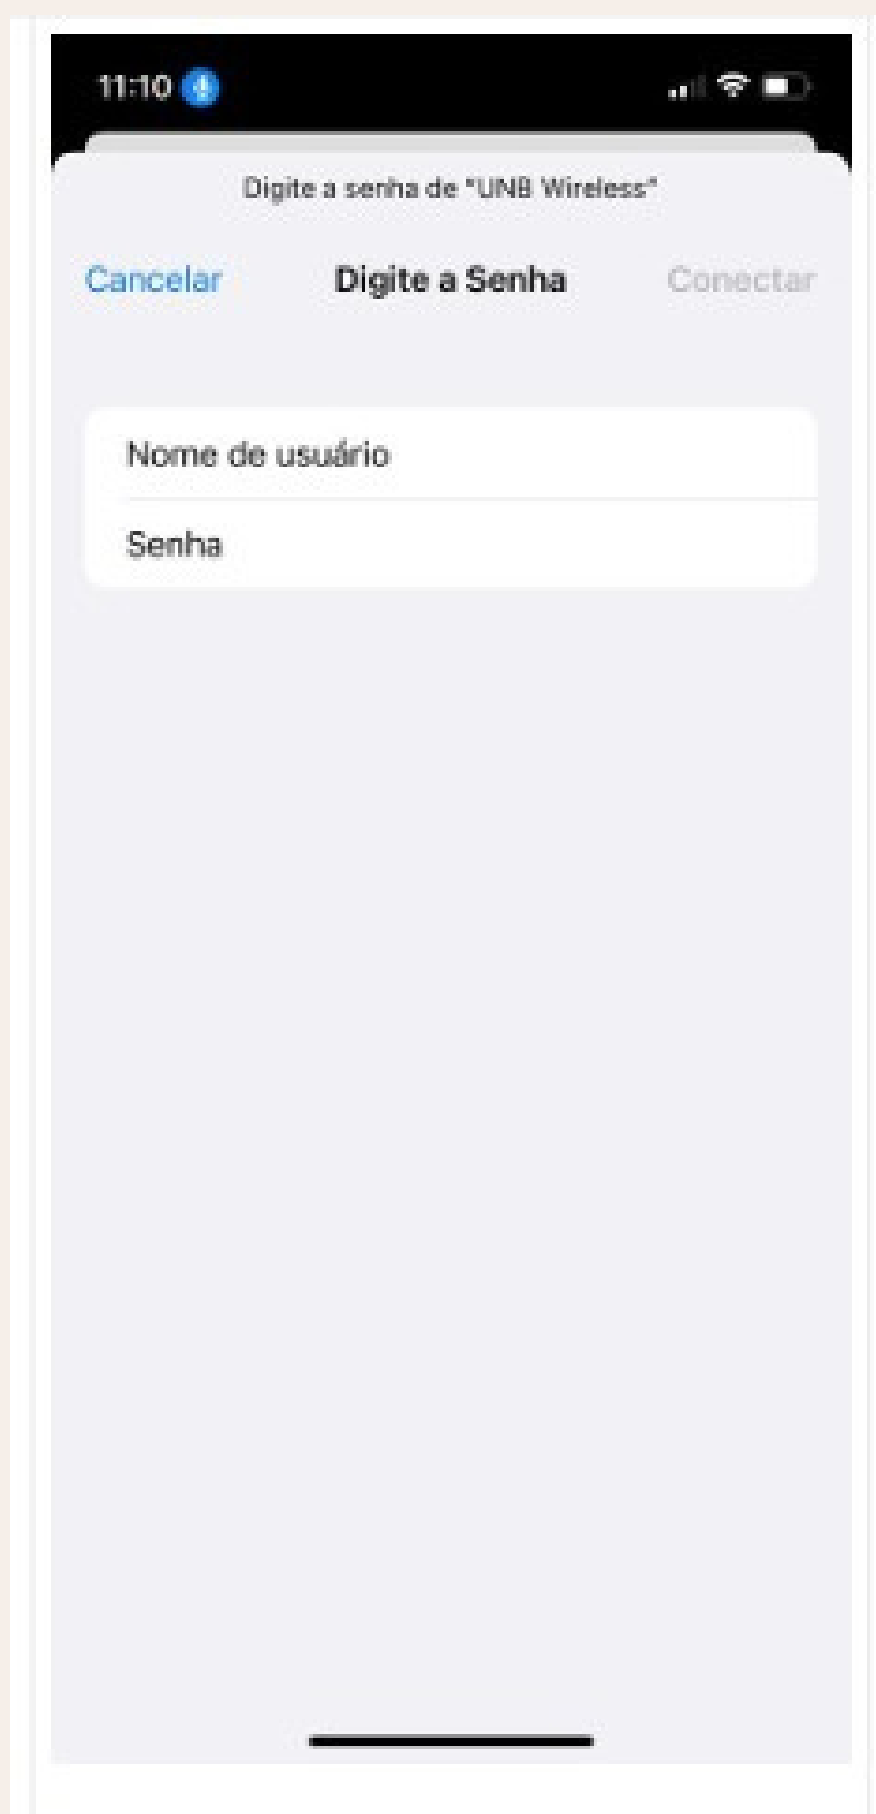 11:10
Digite a senha de "UNB Wireless"
Cancelar Digite a Senha Conectar
Nome de usuário
Senha